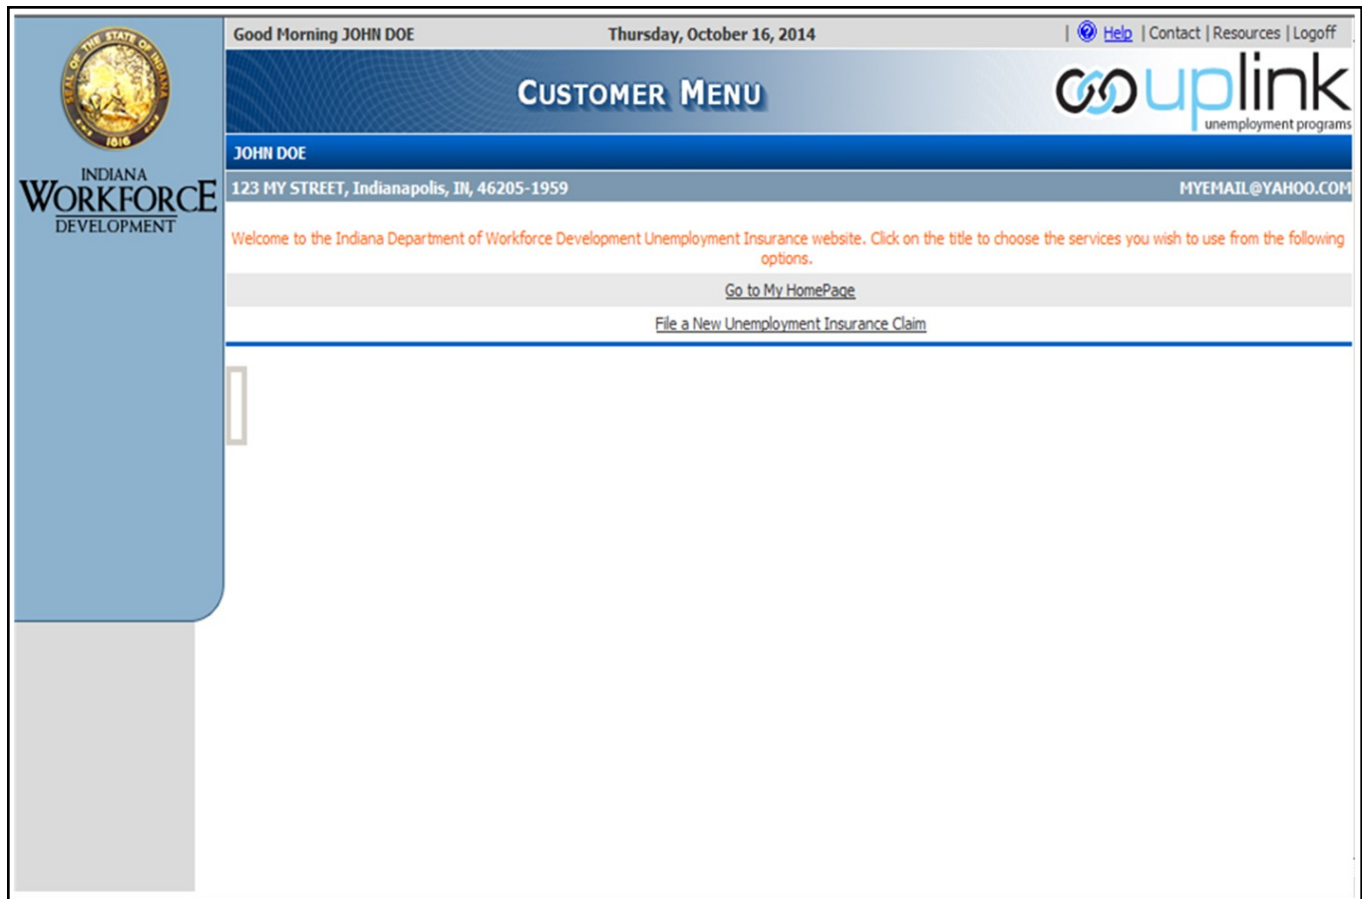 Good Morning JOHN DOE Thursday, October 16, 2014 | Help | Contact | Resources | Logoff
SEAL OF THE STATE OF INDIANA
1816
CUSTOMER MENU
uplink
unemployment programs
JOHN DOE
INDIANA
WORKFORCE
DEVELOPMENT
123 MY STREET, Indianapolis, IN, 46205-1959 MYEMAIL@YAHOO.COM
Welcome to the Indiana Department of Workforce Development Unemployment Insurance website. Click on the title to choose the services you wish to use from the following
options.
Go to My HomePage
File a New Unemployment Insurance Claim